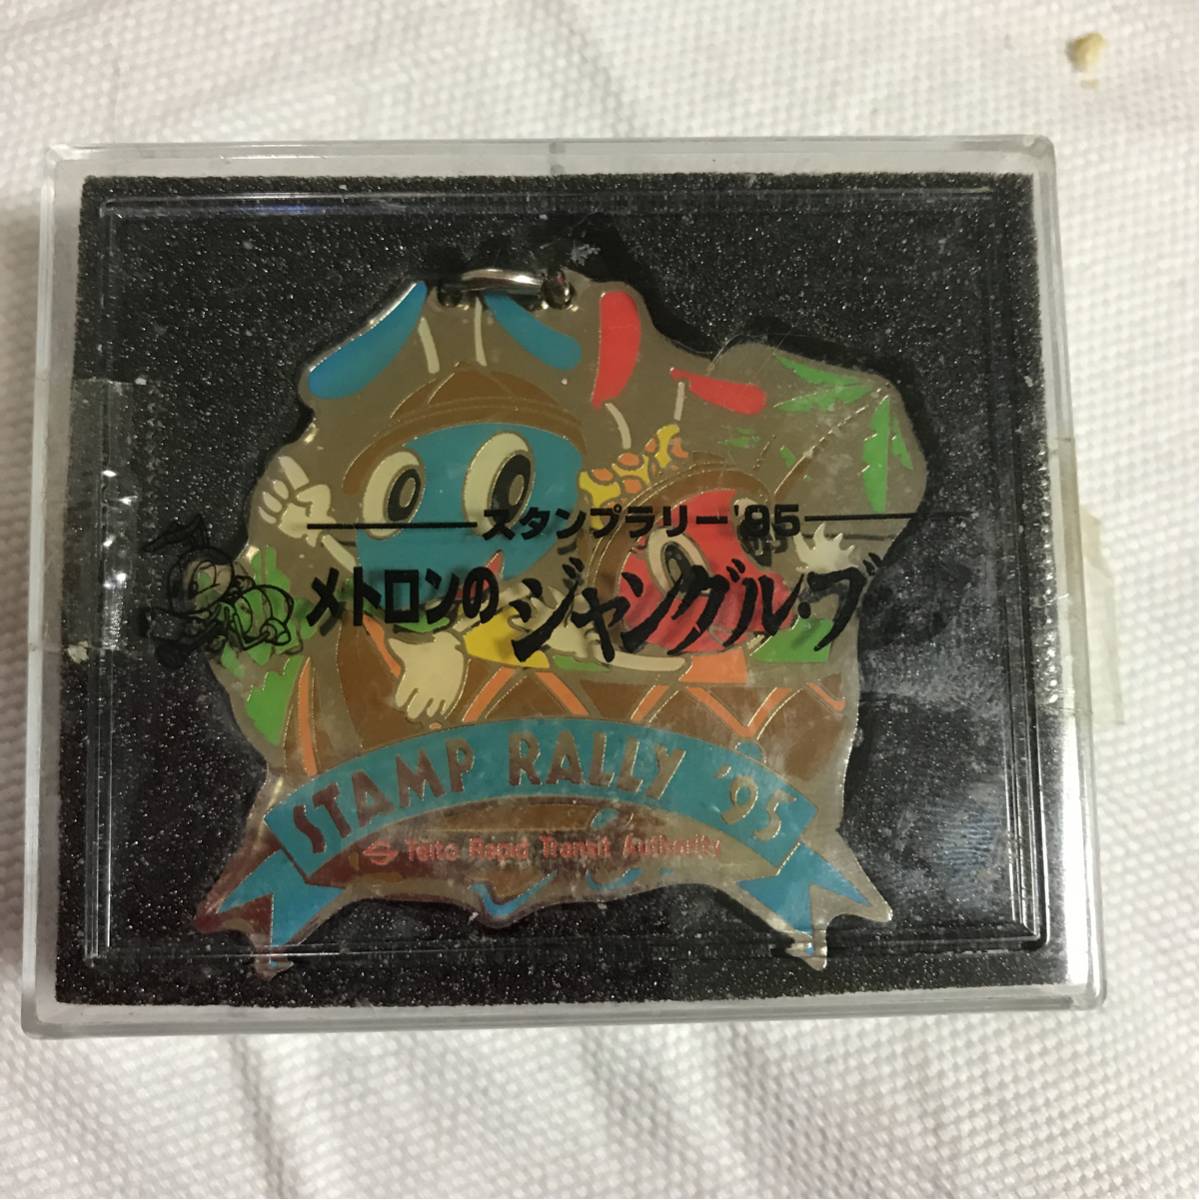 スタンプラリー'95
メトロンのジャングル・ブ
STAMP RALLY '95
Teito Rapid Transit Authority